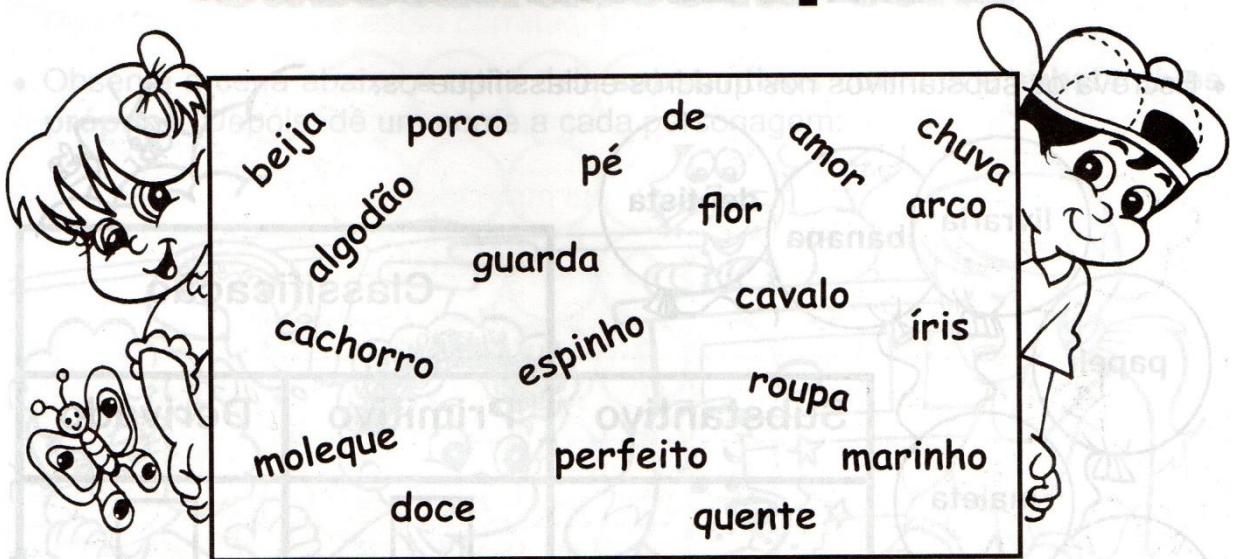 beija
porco
de
amor
chuva
pé
algodão
flor
arco
guarda
cavalo
cachorro
espinho
íris
roupa
moleque
perfeito
marinho
doce
quente